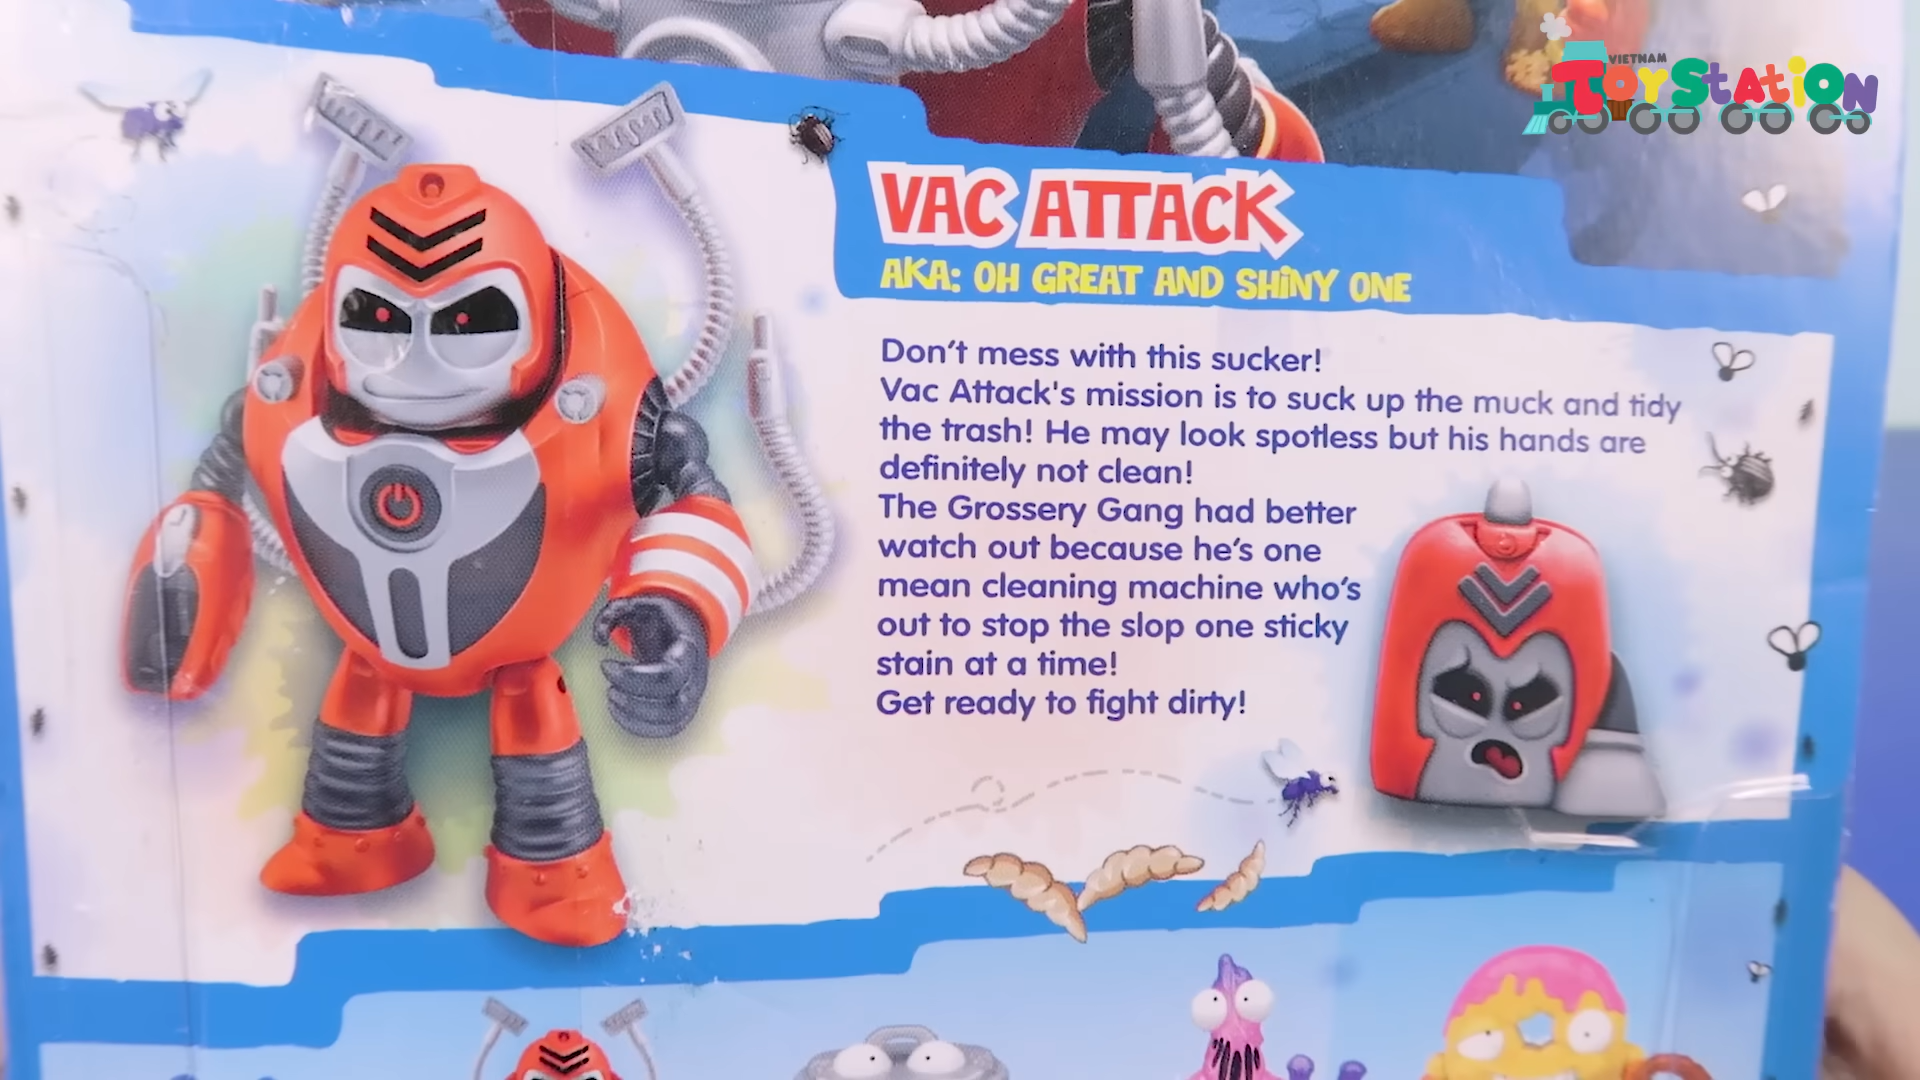 VIETNAM
ToyStation
VAC ATTACK
AKA: OH GREAT AND SHiNY ONE
Don't mess with this sucker!
Vac Attack's mission is to suck up the muck and tidy
the trash! He may look spotless but his hands are
definitely not clean!
The Grossery Gang had better
watch out because he's one
mean cleaning machine who's
out to stop the slop one sticky
stain at a time!
Get ready to fight dirty!